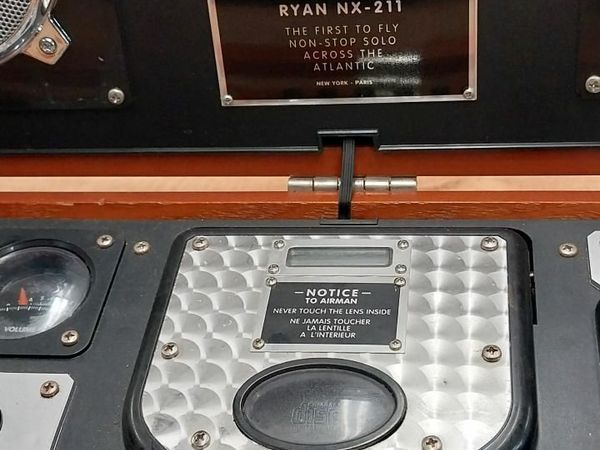 RYAN NX-211
THE FIRST TO FLY
NON-STOP SOLO
ACROSS THE
ATLANTIC
NEW YORK - PARIS
- NOTICE -
TO AIRMAN
NEVER TOUCH THE LENS INSIDE
NE JAMAIS TOUCHER
LA LENTILLE
A L'INTERIEUR
VOLUME
disc